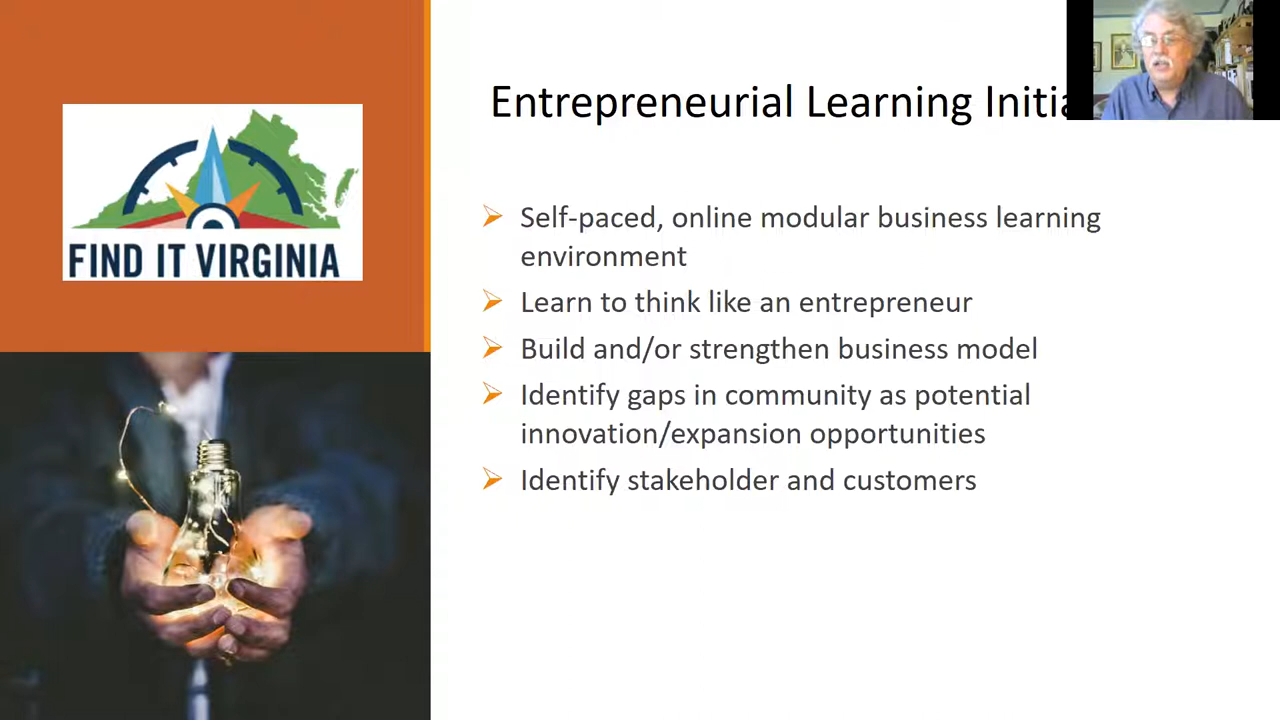 Entrepreneurial Learning
FIND IT VIRGINIA
Self-paced, online modular business learning
environment
Learn to think like an entrepreneur
Build and/or strengthen business model
Identify gaps in community as potential
innovation/expansion opportunities
Identify stakeholder and customers